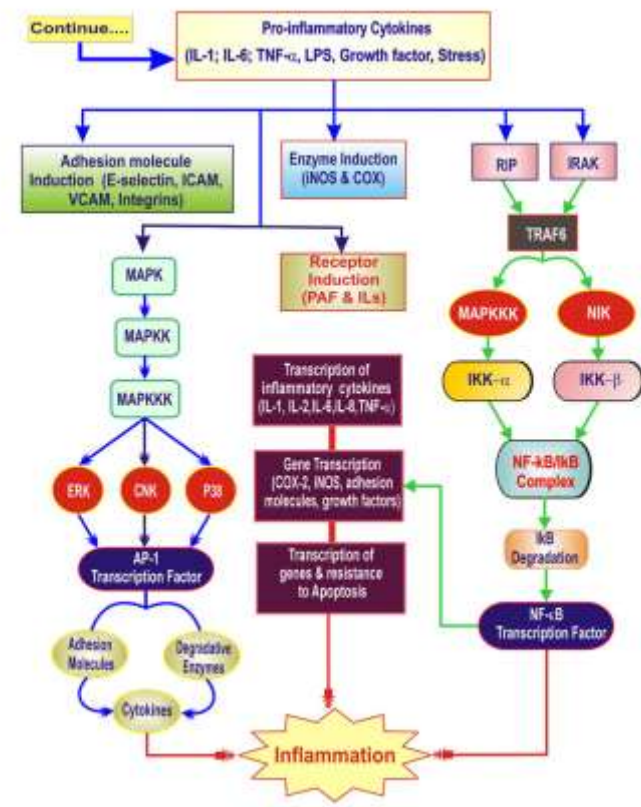 Continue....
Pro-inflammatory Cytokines
(IL-1; IL-6; TNF-α, LPS, Growth factor, Stress)
Adhesion molecule
Induction (E-selectin, ICAM,
VCAM, Integrins)
Enzyme Induction
(iNOS & COX)
RIP
IRAK
TRAF6
MAPK
Receptor
Induction
(PAF & ILs)
MAPKKK
NIK
MAPKK
IKK-α
IKK-β
MAPKKK
Transcription of
inflammatory cytokines
(IL-1, IL-2,IL-6,IL-8,TNF-α)
NF-kB/IkB
Complex
ERK
CNK
P38
Gene Transcription
(COX-2, iNOS, adhesion
molecules, growth factors)
IkB
Degradation
AP-1
Transcription Factor
Transcription of
genes & resistance
to Apoptosis
NF-κB
Transcription Factor
Adhesion
Molecules
Degradative
Enzymes
Cytokines
Inflammation